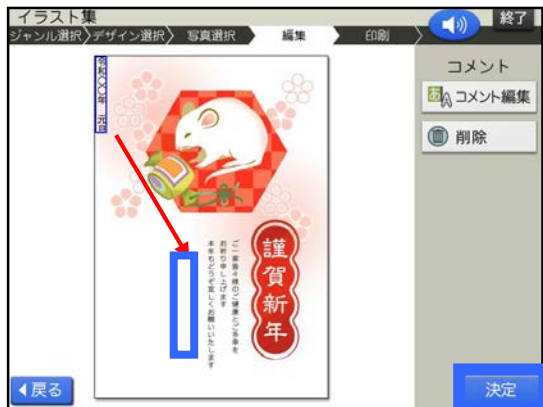 イラスト集
終了
ジャンル選択
デザイン選択
写真選択
編集
印刷
コメント
あA コメント編集
削除
令和〇〇年 元旦
謹賀新年
ご一家皆々様のご健康とご多幸を
お祈り申し上げます
本年もどうぞ宜しくお願いいたします
戻る
決定